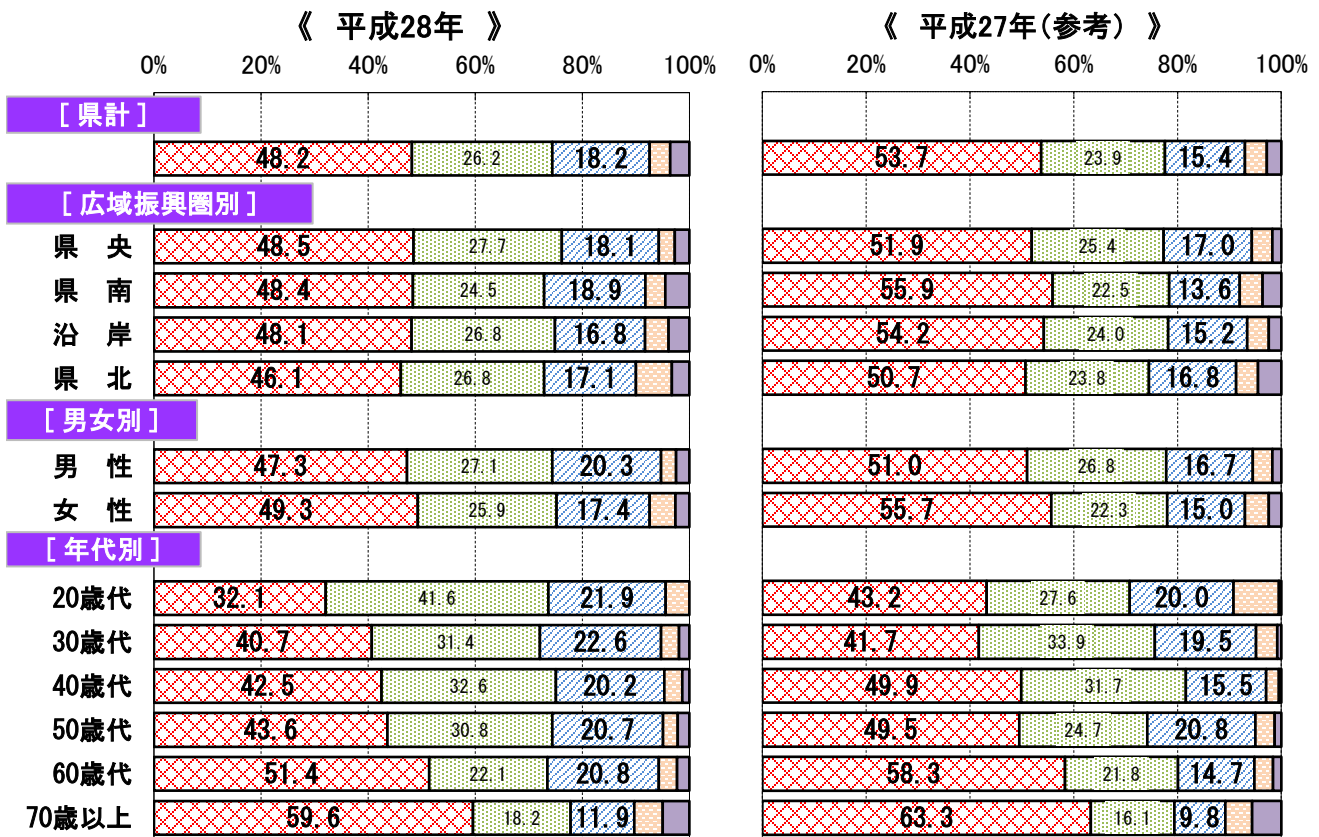 《 平成28年 》 《 平成27年（参考） 》
0% 20% 40% 60% 80% 100% 0% 20% 40% 60% 80% 100%
[ 県計 ]
48.2 26.2 18.2 53.7 23.9 15.4
[ 広域振興圏別 ]
県 央 48.5 27.7 18.1 51.9 25.4 17.0
県 南 48.4 24.5 18.9 55.9 22.5 13.6
沿 岸 48.1 26.8 16.8 54.2 24.0 15.2
県 北 46.1 26.8 17.1 50.7 23.8 16.8
[ 男女別 ]
男 性 47.3 27.1 20.3 51.0 26.8 16.7
女 性 49.3 25.9 17.4 55.7 22.3 15.0
[ 年代別 ]
20歳代 32.1 41.6 21.9 43.2 27.6 20.0
30歳代 40.7 31.4 22.6 41.7 33.9 19.5
40歳代 42.5 32.6 20.2 49.9 31.7 15.5
50歳代 43.6 30.8 20.7 49.5 24.7 20.8
60歳代 51.4 22.1 20.8 58.3 21.8 14.7
70歳以上 59.6 18.2 11.9 63.3 16.1 9.8